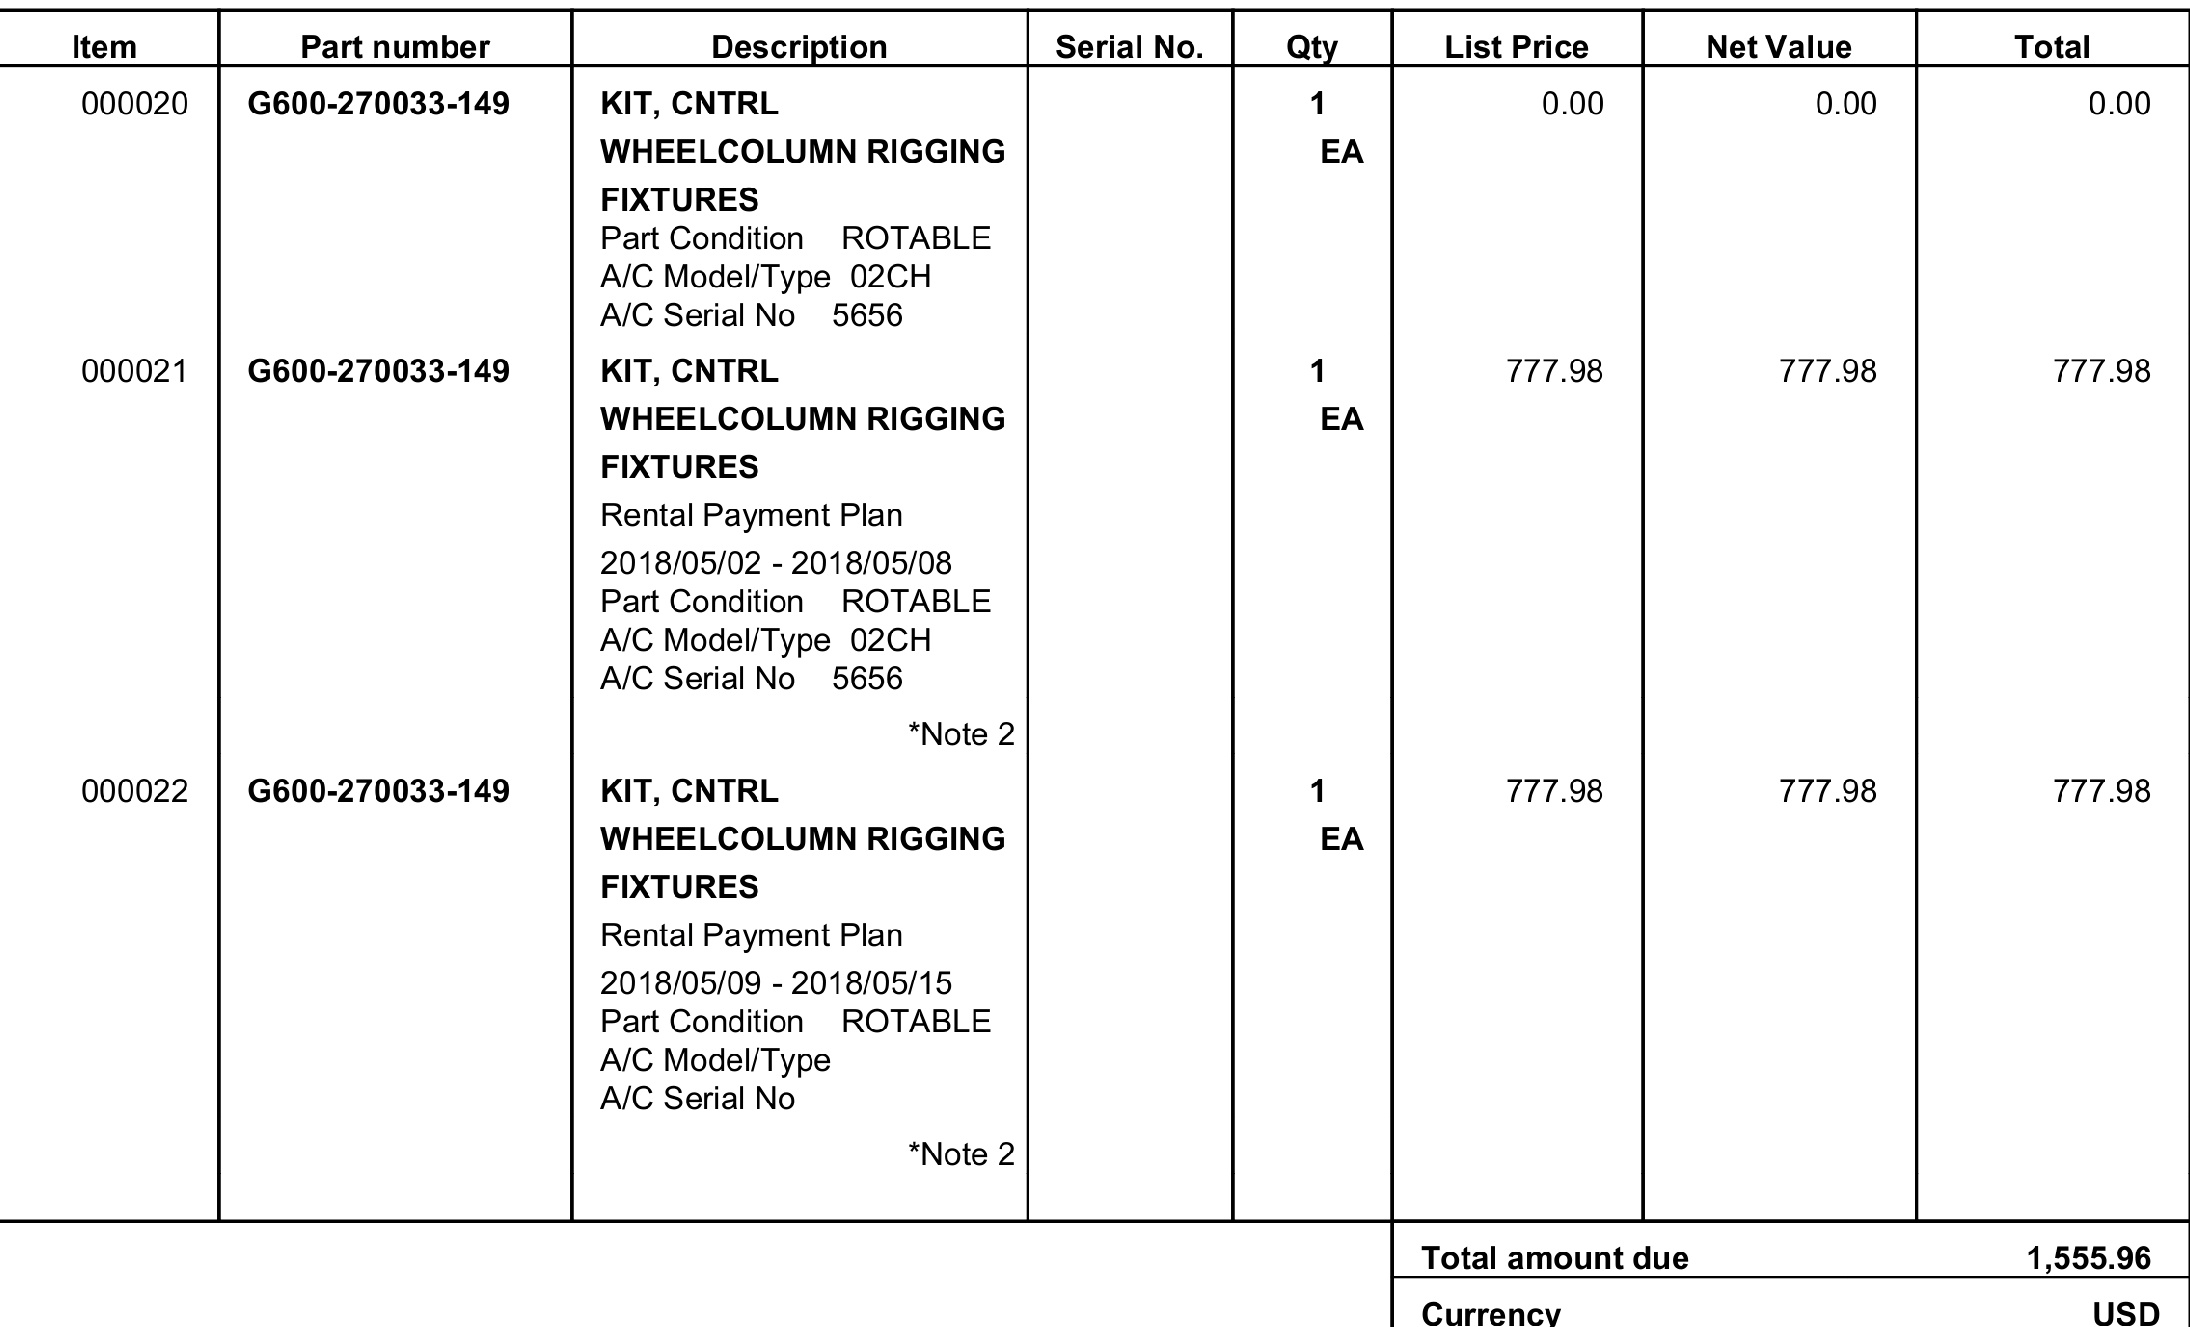 Item Part number Description Serial No. Qty List Price Net Value Total
000020 G600-270033-149 KIT, CNTRL 1 0.00 0.00 0.00
WHEELCOLUMN RIGGING EA
FIXTURES
Part Condition ROTABLE
A/C Model/Type 02CH
A/C Serial No 5656
000021 G600-270033-149 KIT, CNTRL 1 777.98 777.98 777.98
WHEELCOLUMN RIGGING EA
FIXTURES
Rental Payment Plan
2018/05/02 - 2018/05/08
Part Condition ROTABLE
A/C Model/Type 02CH
A/C Serial No 5656
*Note 2
000022 G600-270033-149 KIT, CNTRL 1 777.98 777.98 777.98
WHEELCOLUMN RIGGING EA
FIXTURES
Rental Payment Plan
2018/05/09 - 2018/05/15
Part Condition ROTABLE
A/C Model/Type
A/C Serial No
*Note 2
Total amount due 1,555.96
Currency USD